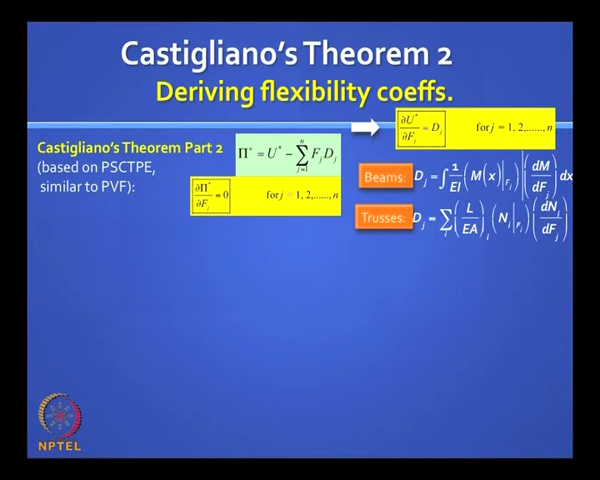 Castigliano's Theorem 2
Deriving flexibility coeffs.
Castigliano's Theorem Part 2
(based on PSCTPE,
similar to PVF):
Π* = U* − ∑_{j=1}^{n} F_j D_j
∂Π*/∂F_j = 0 for j = 1, 2,......, n
∂U*/∂F_j = D_j for j = 1, 2,......, n
Beams: D_j = ∫ 1/EI (M(x)|_{F_j}) (dM/dF_j) dx
Trusses: D_j = ∑_i (L/EA)_i (N_i|_{F_j}) (dN_i/dF_j)
NPTEL